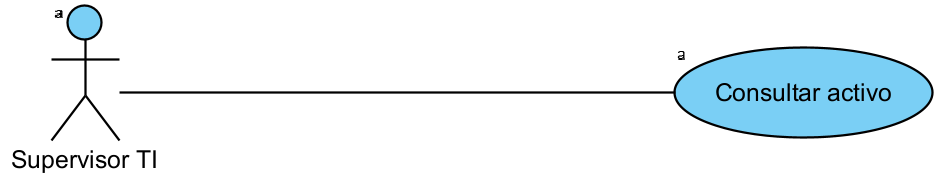 a
a
Consultar activo
Supervisor TI